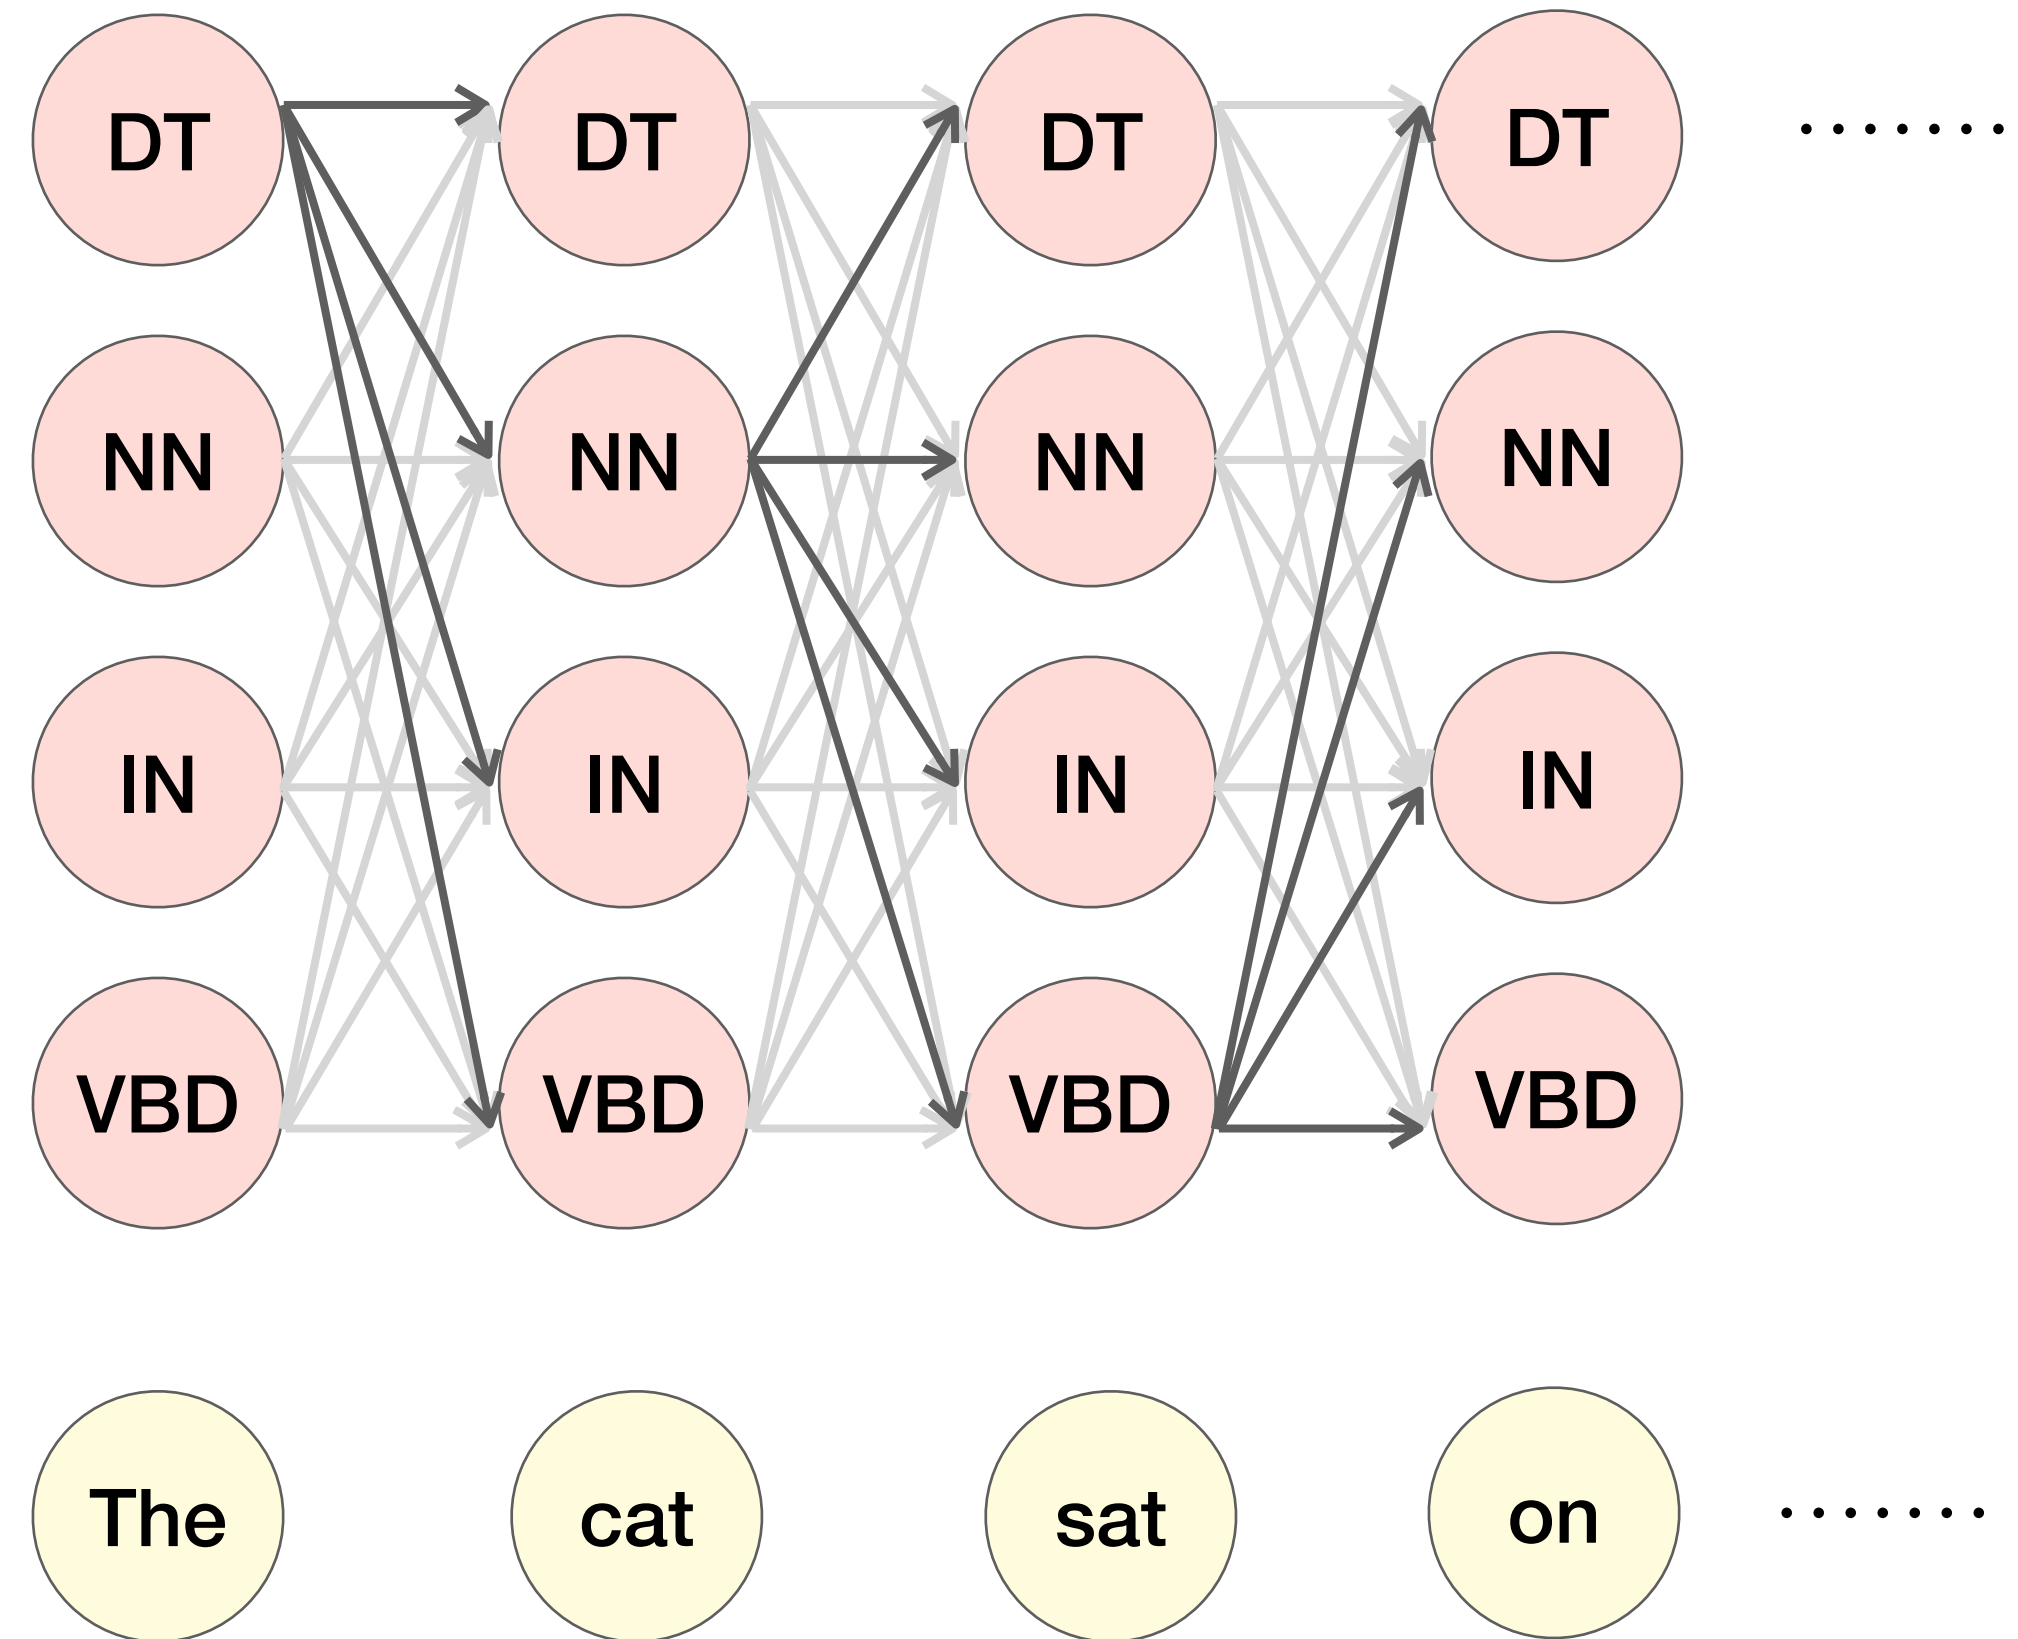 DT DT DT DT .......
NN NN NN NN
IN IN IN IN
VBD VBD VBD VBD
The cat sat on .......